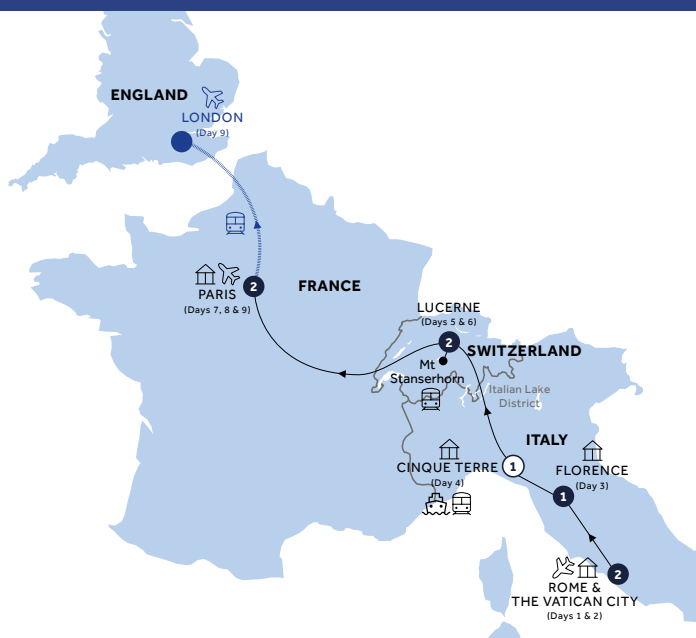 ENGLAND
LONDON
(Day 9)
2
PARIS
(Days 7, 8 & 9)
FRANCE
LUCERNE
(Days 5 & 6)
2
SWITZERLAND
Mt
Stanserhorn
Italian Lake
District
ITALY
CINQUE TERRE
(Day 4)
1
FLORENCE
(Day 3)
1
2
ROME &
THE VATICAN CITY
(Days 1 & 2)